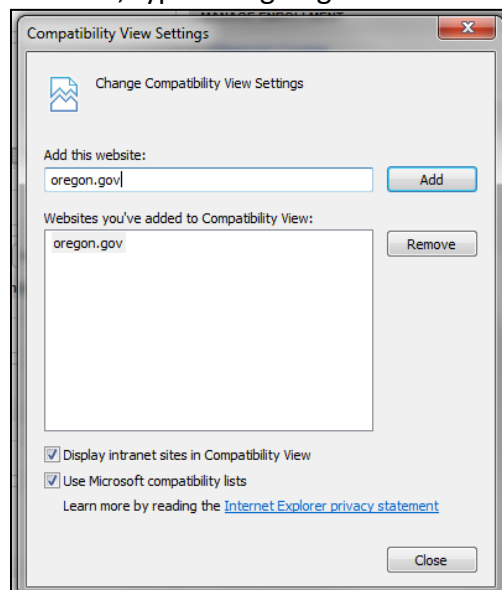 MANAGE ENROLLMENT
Compatibility View Settings
Change Compatibility View Settings
Add this website:
oregon.gov
Add
Websites you've added to Compatibility View:
oregon.gov
Remove
Display intranet sites in Compatibility View
Use Microsoft compatibility lists
Learn more by reading the Internet Explorer privacy statement
Close